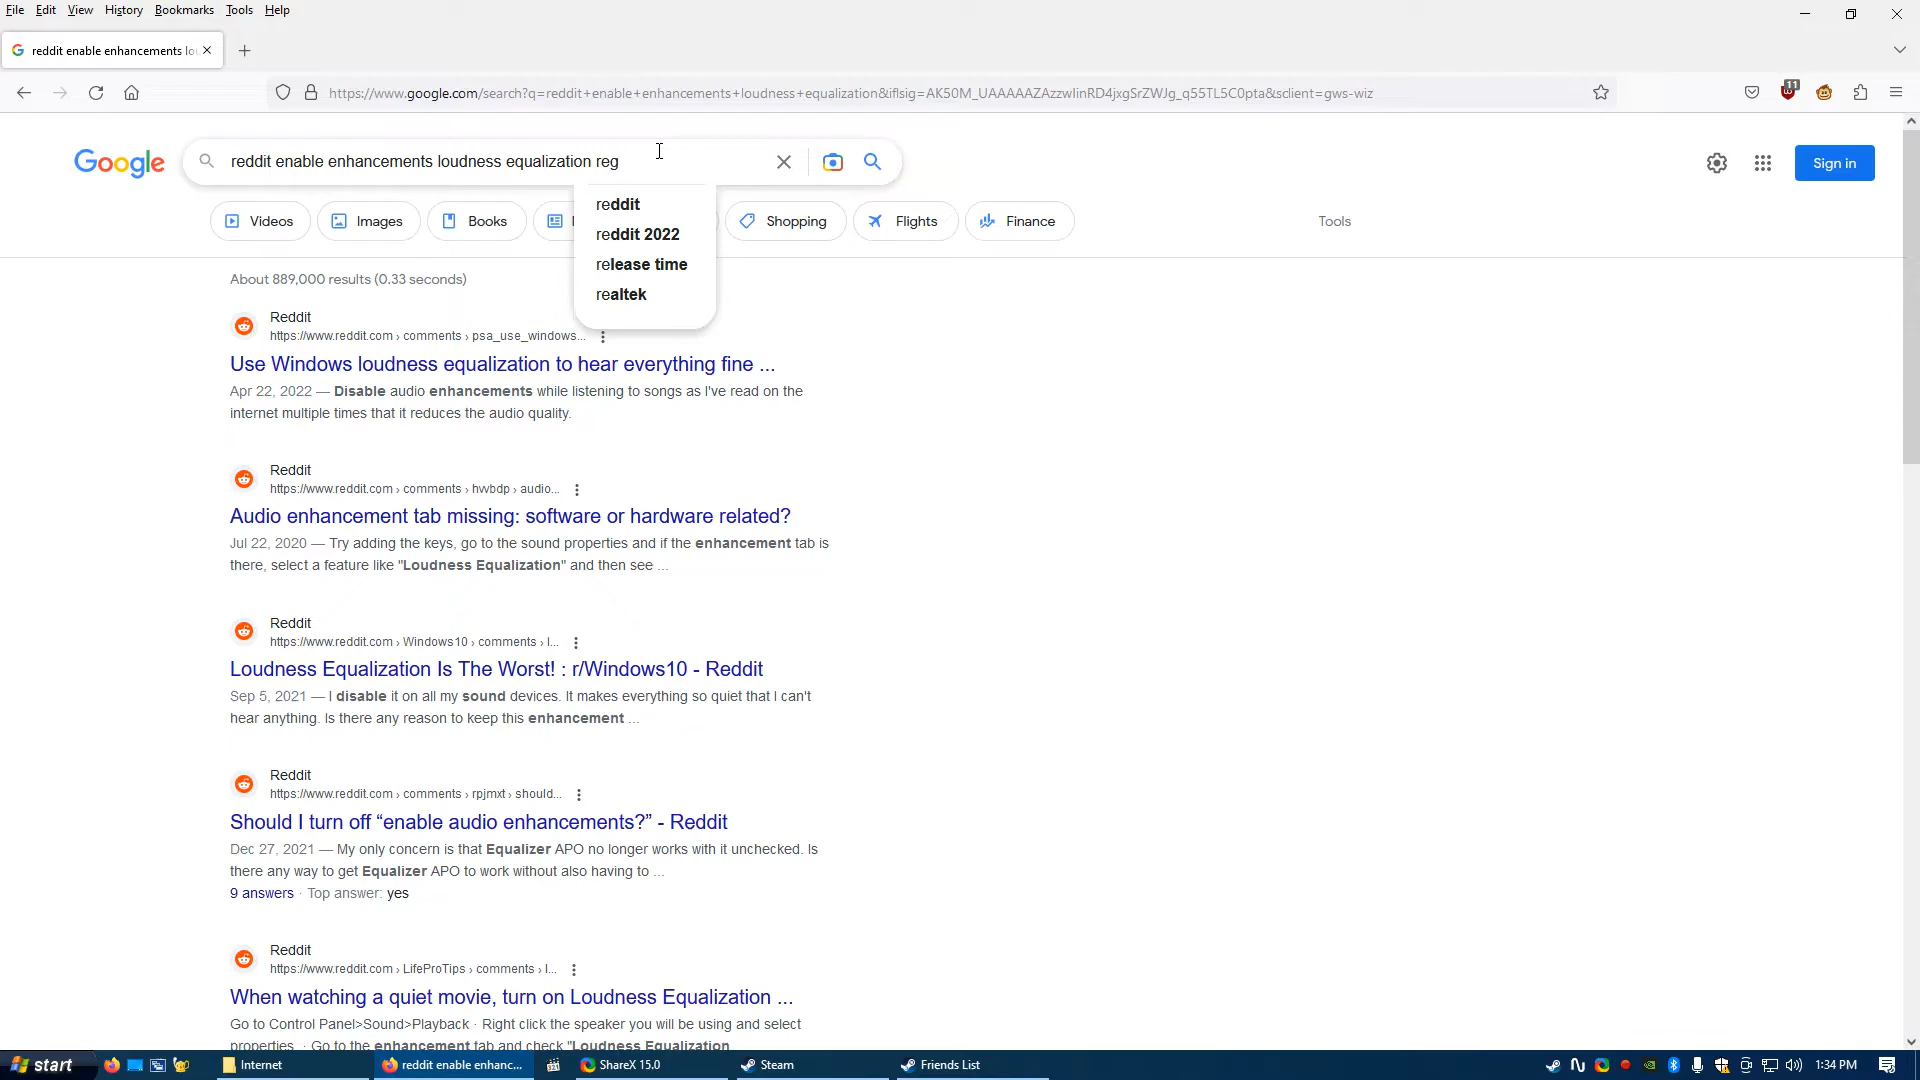 File Edit View History Bookmarks Tools Help
reddit enable enhancements lou
https://www.google.com/search?q=reddit+enable+enhancements+loudness+equalization&iflsig=AK50M_UAAAAAZAzzwIinRD4jxgSrZWJg_q55TL5C0pta&sclient=gws-wiz
11
Google
reddit enable enhancements loudness equalization reg
Sign in
reddit
reddit 2022
release time
realtek
Videos Images Books Shopping Flights Finance Tools
About 889,000 results (0.33 seconds)
Reddit
https://www.reddit.com › comments › psa_use_windows...
Use Windows loudness equalization to hear everything fine ...
Apr 22, 2022 — Disable audio enhancements while listening to songs as I've read on the
internet multiple times that it reduces the audio quality.
Reddit
https://www.reddit.com › comments › hvvbdp › audio...
Audio enhancement tab missing: software or hardware related?
Jul 22, 2020 — Try adding the keys, go to the sound properties and if the enhancement tab is
there, select a feature like "Loudness Equalization" and then see ...
Reddit
https://www.reddit.com › Windows10 › comments › l...
Loudness Equalization Is The Worst! : r/Windows10 - Reddit
Sep 5, 2021 — I disable it on all my sound devices. It makes everything so quiet that I can't
hear anything. Is there any reason to keep this enhancement ...
Reddit
https://www.reddit.com › comments › rpjmxt › should...
Should I turn off “enable audio enhancements?” - Reddit
Dec 27, 2021 — My only concern is that Equalizer APO no longer works with it unchecked. Is
there any way to get Equalizer APO to work without also having to ...
9 answers · Top answer: yes
Reddit
https://www.reddit.com › LifeProTips › comments › l...
When watching a quiet movie, turn on Loudness Equalization ...
Go to Control Panel>Sound>Playback · Right click the speaker you will be using and select
properties. · Go to the enhancement tab and check "Loudness Equalization
start Internet reddit enable enhanc... ShareX 15.0 Steam Friends List 1:34 PM